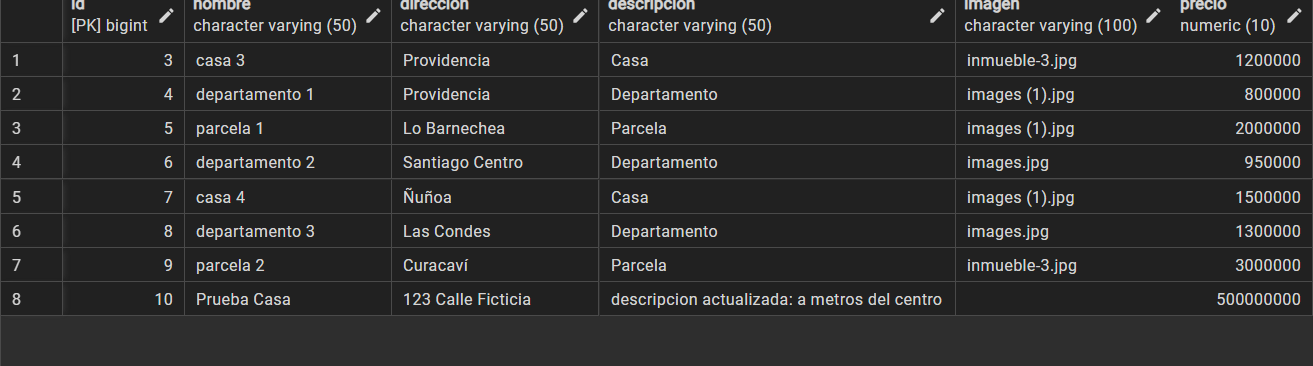 id nombre dirección descripción imagen precio
[PK] bigint character varying (50) character varying (50) character varying (50) character varying (100) numeric (10)
1 3 casa 3 Providencia Casa inmueble-3.jpg 1200000
2 4 departamento 1 Providencia Departamento images (1).jpg 800000
3 5 parcela 1 Lo Barnechea Parcela images (1).jpg 2000000
4 6 departamento 2 Santiago Centro Departamento images.jpg 950000
5 7 casa 4 Ñuñoa Casa images (1).jpg 1500000
6 8 departamento 3 Las Condes Departamento images.jpg 1300000
7 9 parcela 2 Curacaví Parcela inmueble-3.jpg 3000000
8 10 Prueba Casa 123 Calle Ficticia descripcion actualizada: a metros del centro 500000000